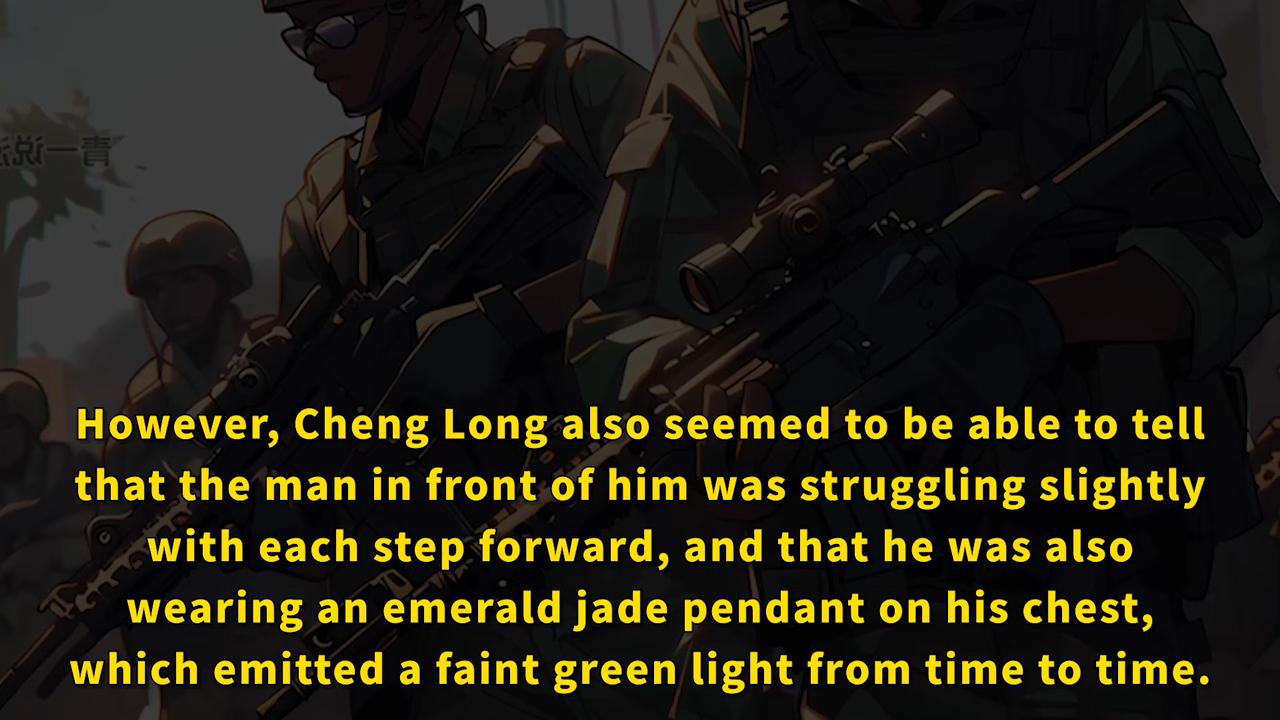 However, Cheng Long also seemed to be able to tell
that the man in front of him was struggling slightly
with each step forward, and that he was also
wearing an emerald jade pendant on his chest,
which emitted a faint green light from time to time.